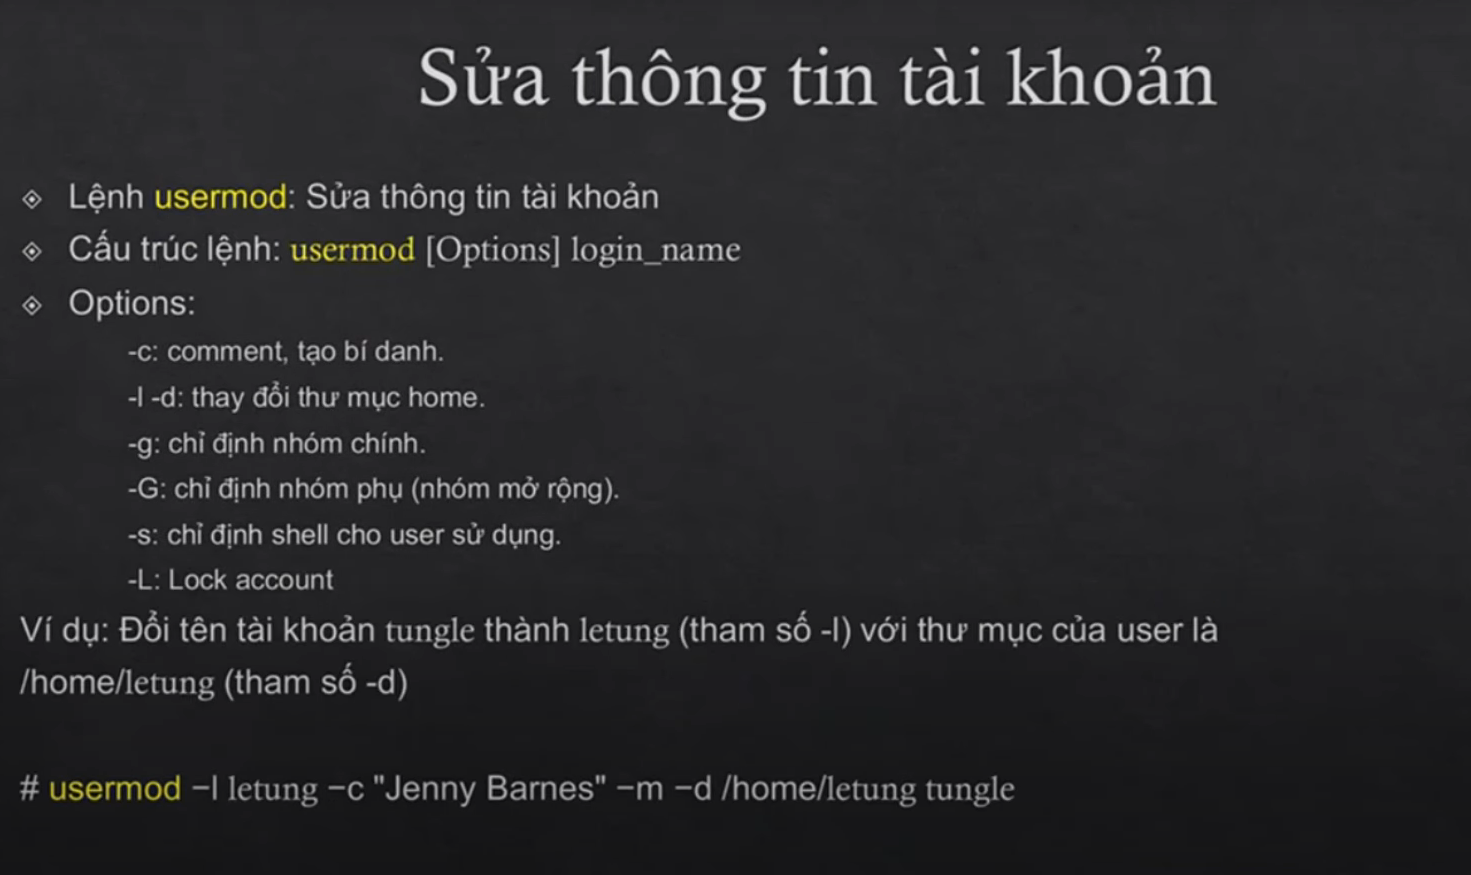 Sửa thông tin tài khoản
Lệnh usermod: Sửa thông tin tài khoản
Cấu trúc lệnh: usermod [Options] login_name
Options:
-c: comment, tạo bí danh.
-l -d: thay đổi thư mục home.
-g: chỉ định nhóm chính.
-G: chỉ định nhóm phụ (nhóm mở rộng).
-s: chỉ định shell cho user sử dụng.
-L: Lock account
Ví dụ: Đổi tên tài khoản tungle thành letung (tham số -l) với thư mục của user là
/home/letung (tham số -d)
# usermod –l letung –c "Jenny Barnes" –m –d /home/letung tungle